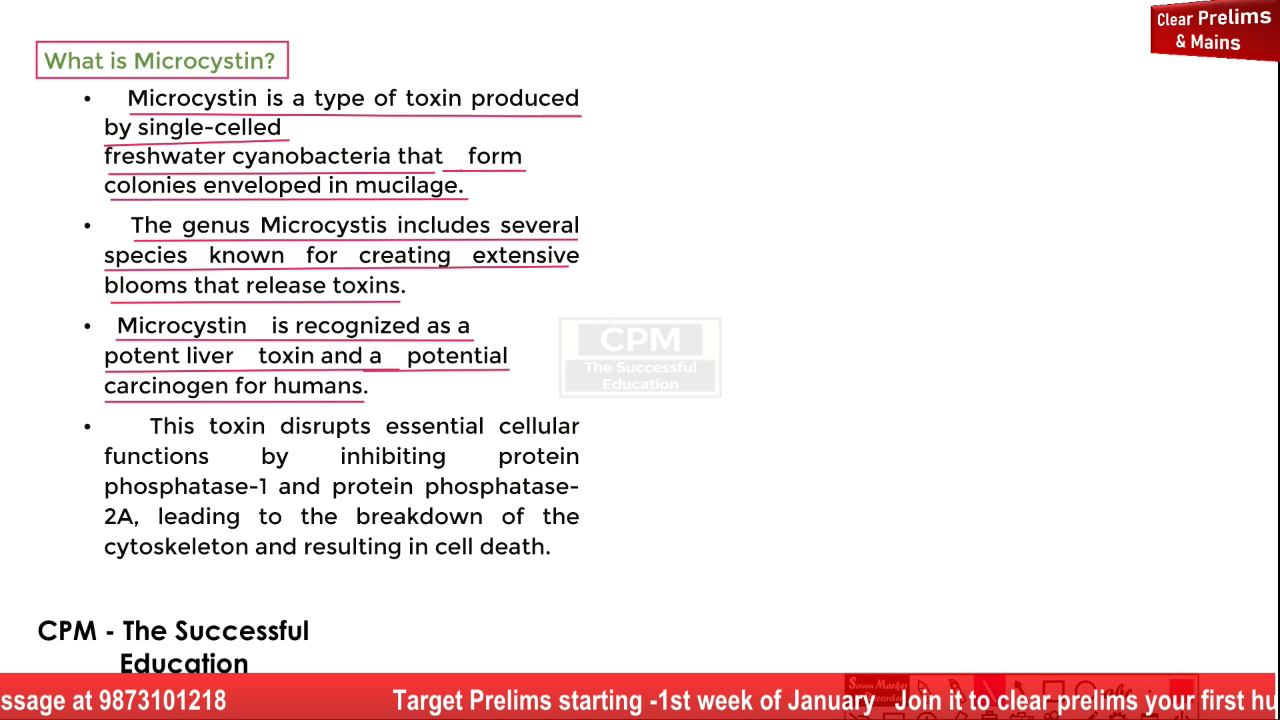 Clear Prelims
& Mains
What is Microcystin?
• Microcystin is a type of toxin produced
by single-celled
freshwater cyanobacteria that form
colonies enveloped in mucilage.
• The genus Microcystis includes several
species known for creating extensive
blooms that release toxins.
• Microcystin is recognized as a
potent liver toxin and a potential
carcinogen for humans.
• This toxin disrupts essential cellular
functions by inhibiting protein
phosphatase-1 and protein phosphatase-
2A, leading to the breakdown of the
cytoskeleton and resulting in cell death.
CPM
The Successful
Education
CPM - The Successful
Education
Screen Marker
ssage at 9873101218 Target Prelims starting -1st week of January Join it to clear prelims your first hu